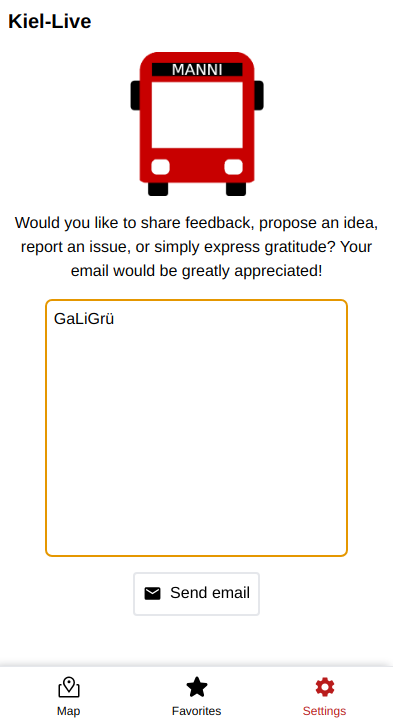 Kiel-Live
MANNI
Would you like to share feedback, propose an idea,
report an issue, or simply express gratitude? Your
email would be greatly appreciated!
GaLiGrü
Send email
Map
Favorites
Settings